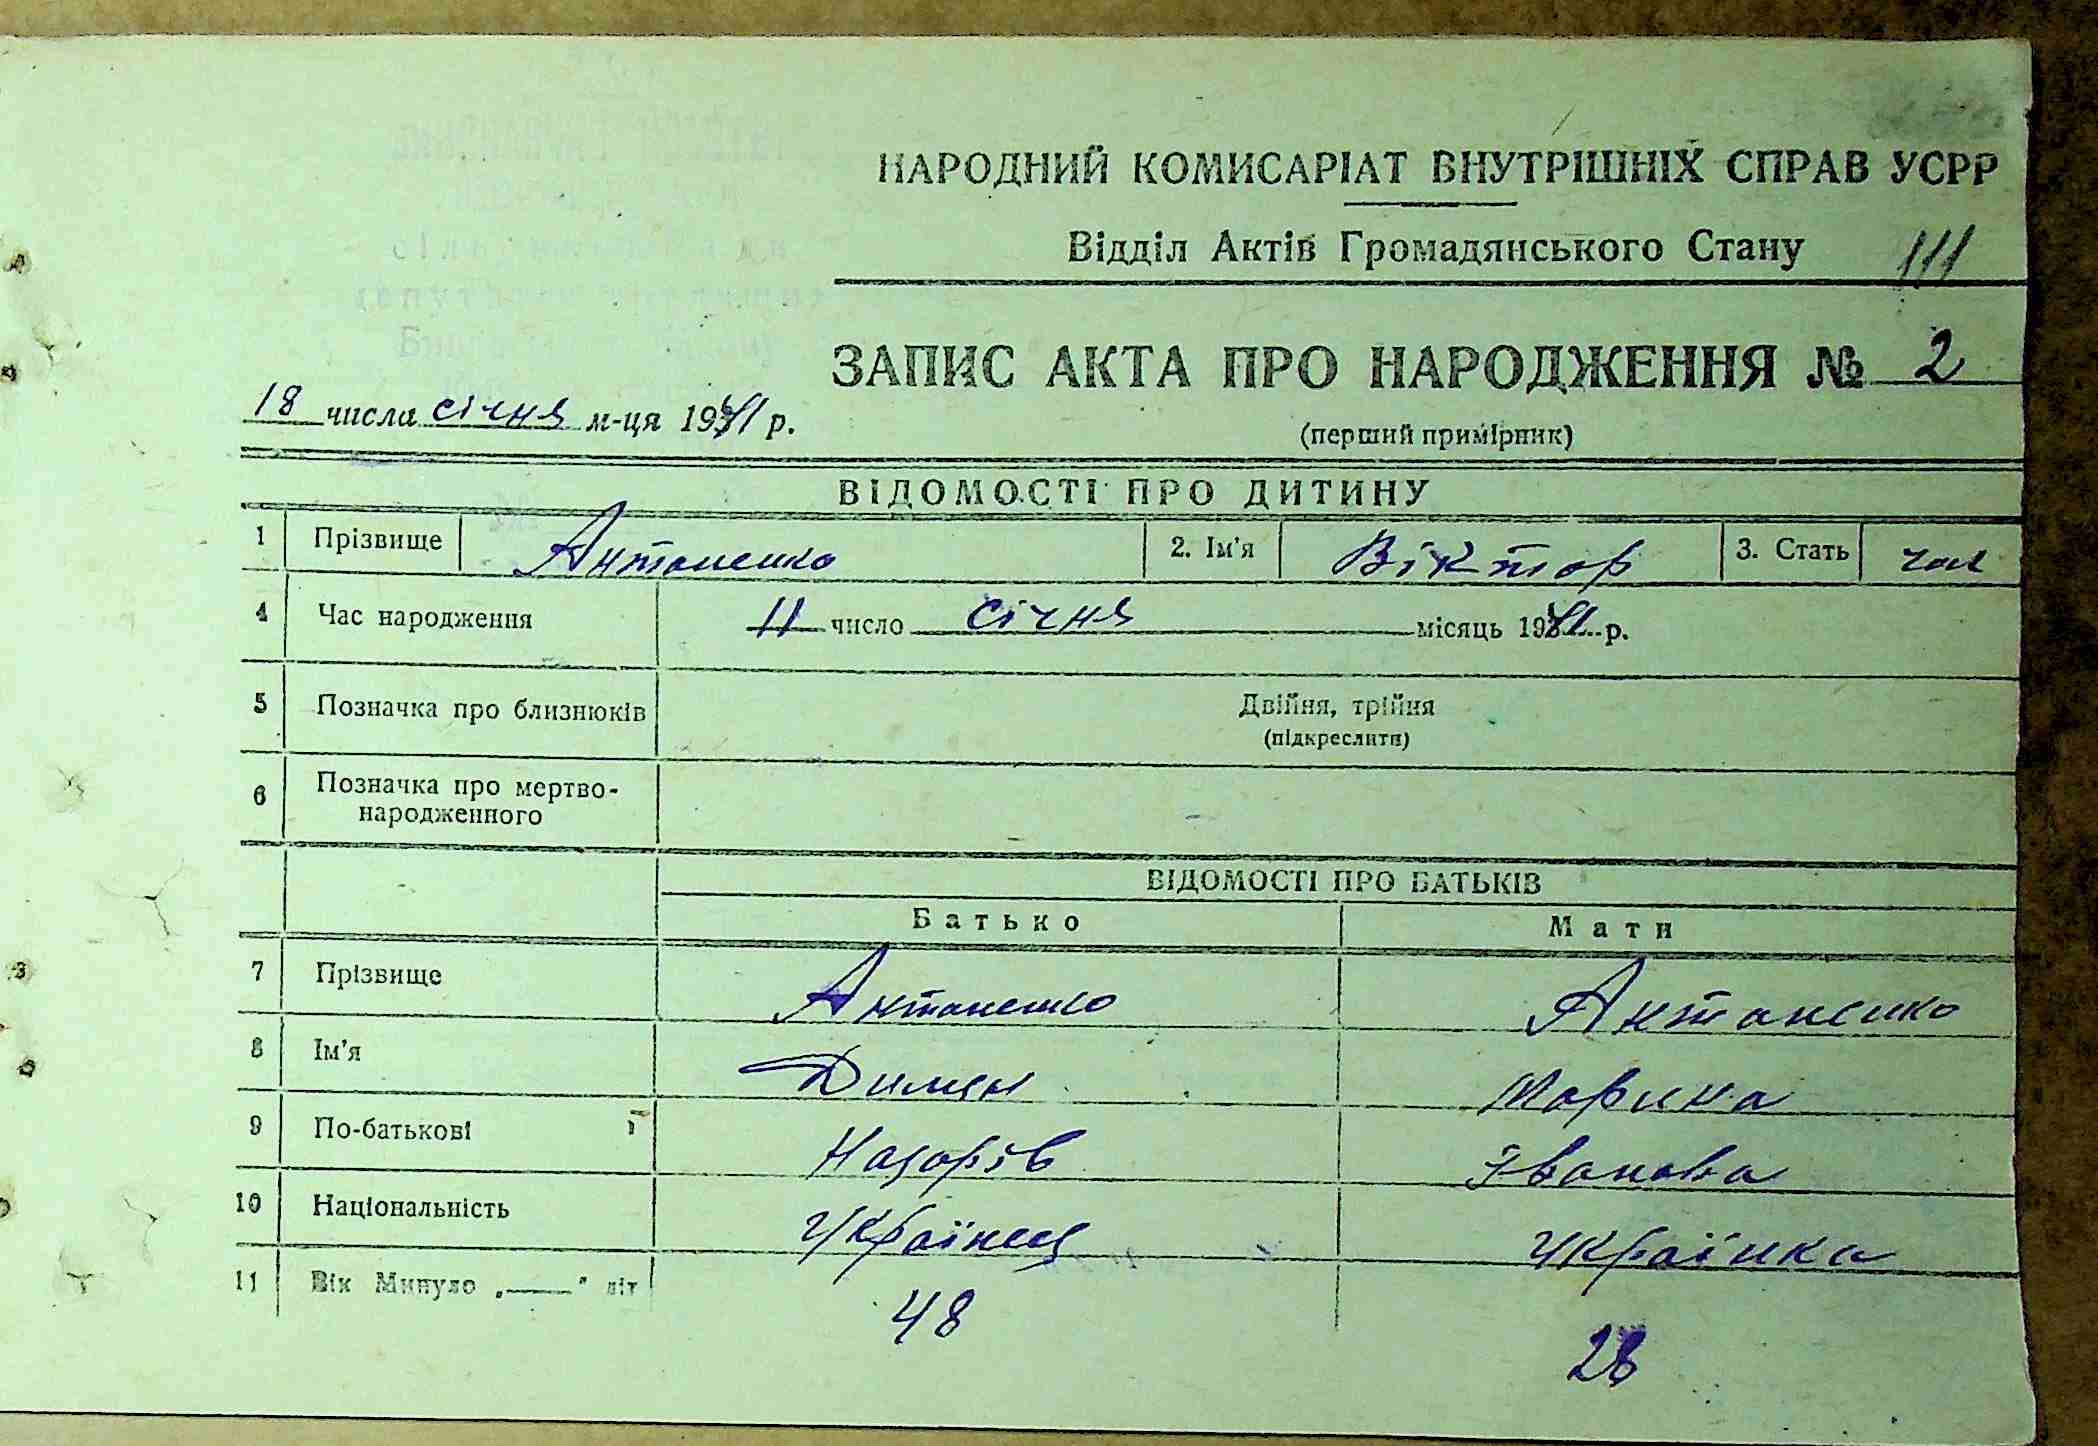 НАРОДНИЙ КОМИСАРІАТ ВНУТРІШНІХ СПРАВ УСРР
Відділ Актів Громадянського Стану 111
ЗАПИС АКТА ПРО НАРОДЖЕННЯ № 2
18 числа січня м-ця 1941 р.
(перший примірник)
ВІДОМОСТІ ПРО ДИТИНУ
1 Прізвище Антоненко 2. Ім'я Віктор 3. Стать чол
4 Час народження 11 число січня місяць 1941 р.
5 Позначка про близнюків Двійня, трійня
(підкреслити)
6 Позначка про мертво-
народженного
ВІДОМОСТІ ПРО БАТЬКІВ
Батько Мати
7 Прізвище Антоненко Антоненко
8 Ім'я Димян Марина
9 По-батькові Назарів Іванова
10 Національність Українец Українка
11 Вік Минуло „——" літ 48 28